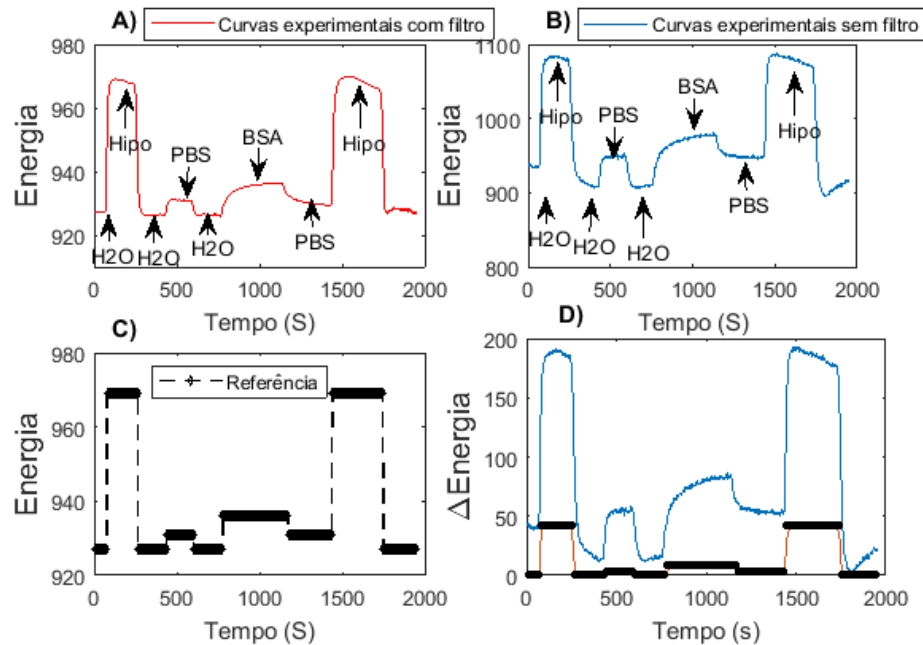 A)
Curvas experimentais com filtro
980
960
940
920
Energia
Hipo
PBS
BSA
Hipo
H2O
H2O
H2O
PBS
0
500
1000
1500
2000
Tempo (S)
B)
Curvas experimentais sem filtro
1100
1000
900
800
Energia
Hipo
PBS
BSA
Hipo
H2O
H2O
H2O
PBS
0
500
1000
1500
2000
Tempo (S)
C)
Referência
980
960
940
920
Energia
0
500
1000
1500
2000
Tempo (S)
D)
200
150
100
50
0
ΔEnergia
0
500
1000
1500
2000
Tempo (s)